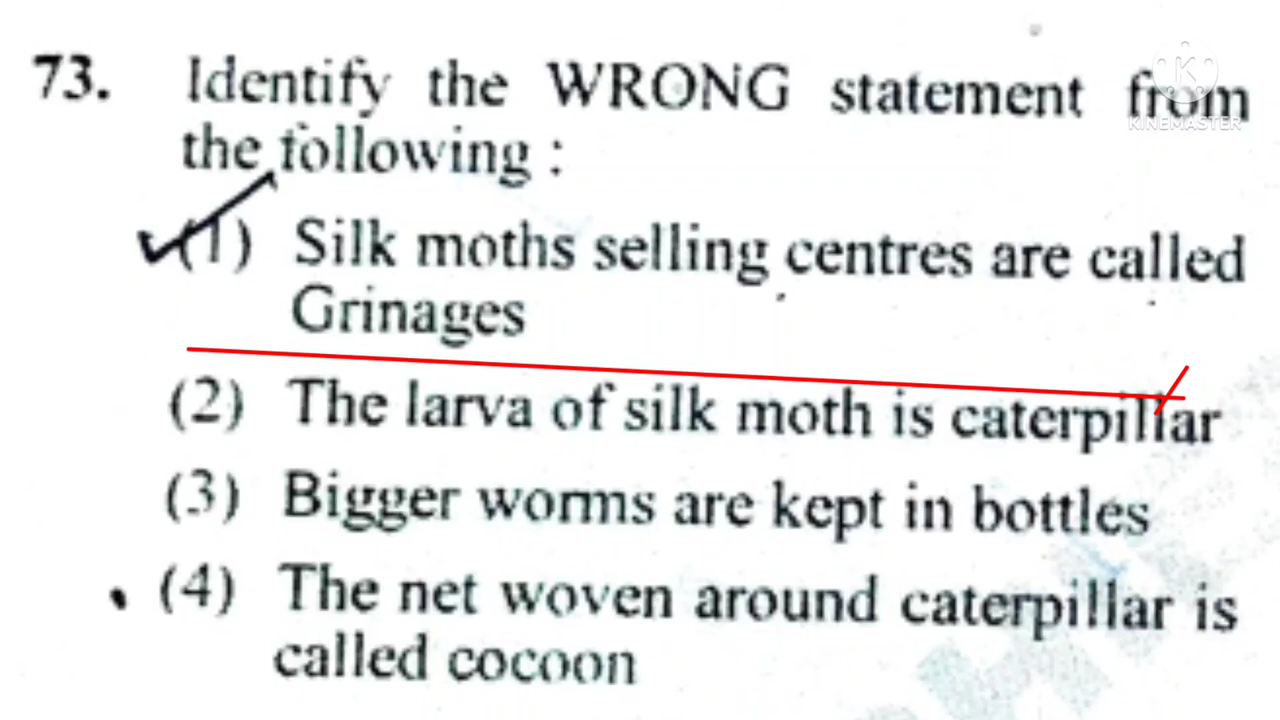 73. Identify the WRONG statement from
the following :
(1) Silk moths selling centres are called
Grinages
(2) The larva of silk moth is caterpillar
(3) Bigger worms are kept in bottles
(4) The net woven around caterpillar is
called cocoon
K
KINEMASTER